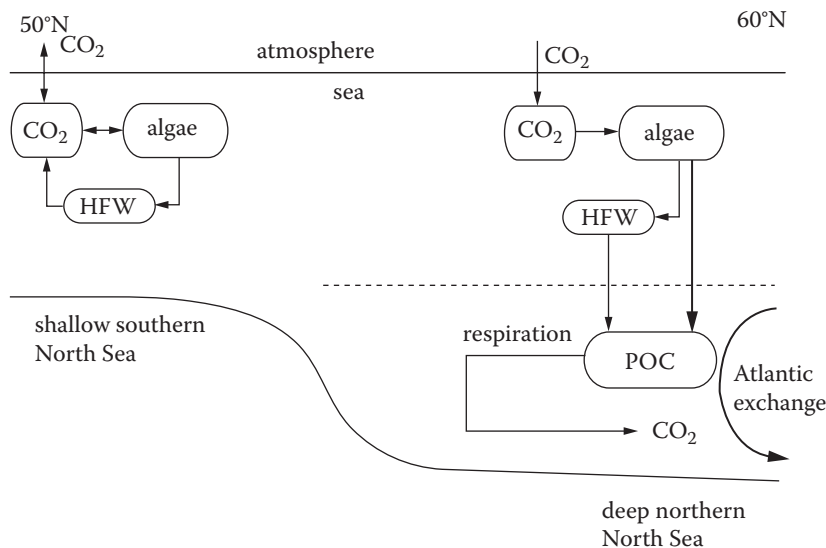 50°N
60°N
CO₂
atmosphere
CO₂
sea
CO₂
algae
CO₂
algae
HFW
HFW
shallow southern
North Sea
respiration
POC
Atlantic
exchange
CO₂
deep northern
North Sea